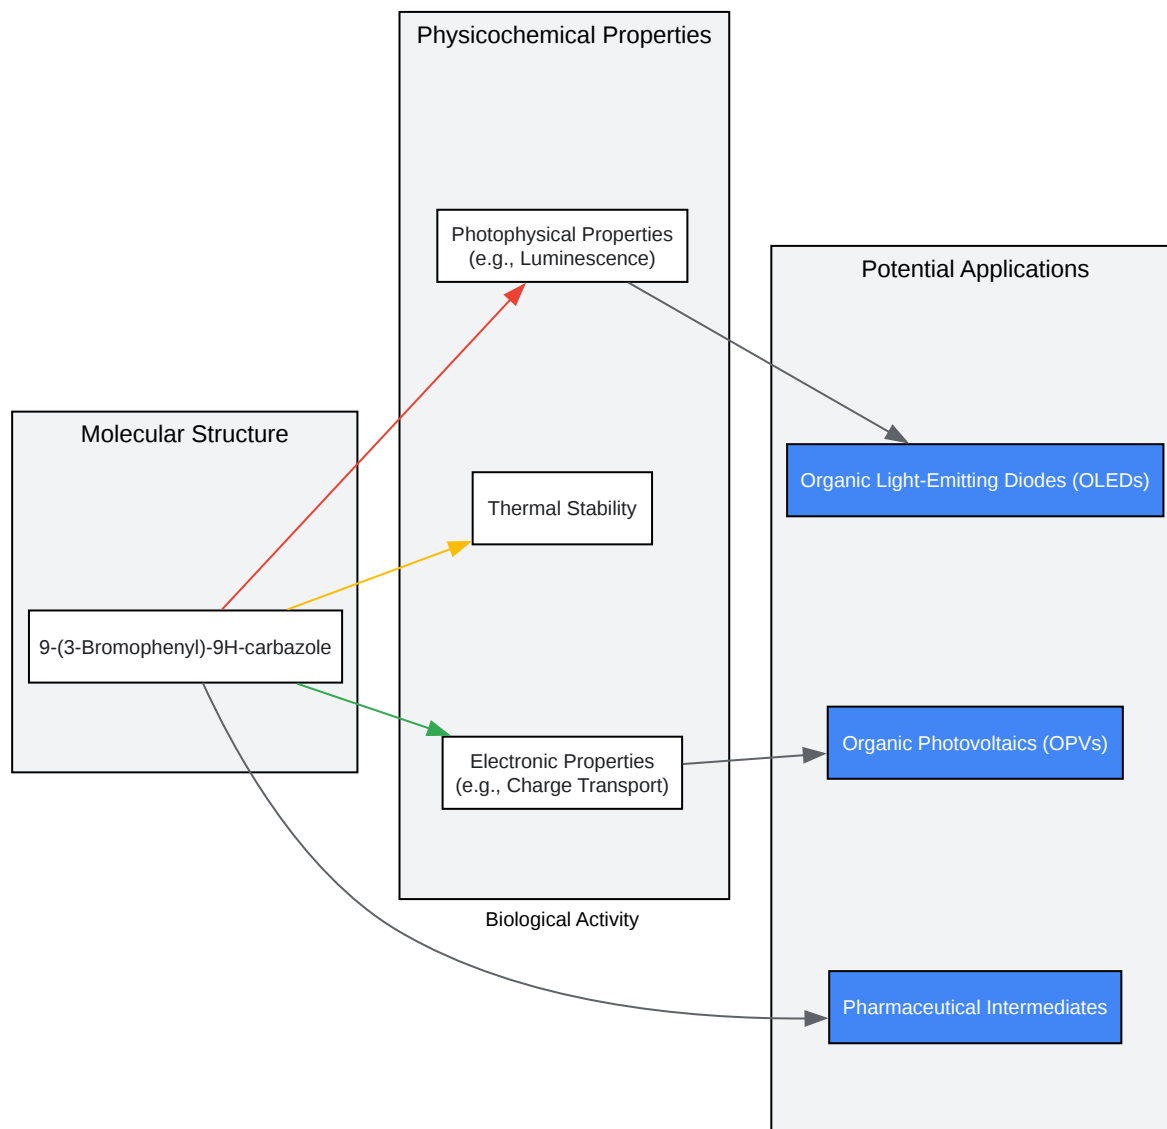 Physicochemical Properties
Photophysical Properties
(e.g., Luminescence)
Potential Applications
Molecular Structure
Organic Light-Emitting Diodes (OLEDs)
Thermal Stability
9-(3-Bromophenyl)-9H-carbazole
Organic Photovoltaics (OPVs)
Electronic Properties
(e.g., Charge Transport)
Biological Activity
Pharmaceutical Intermediates